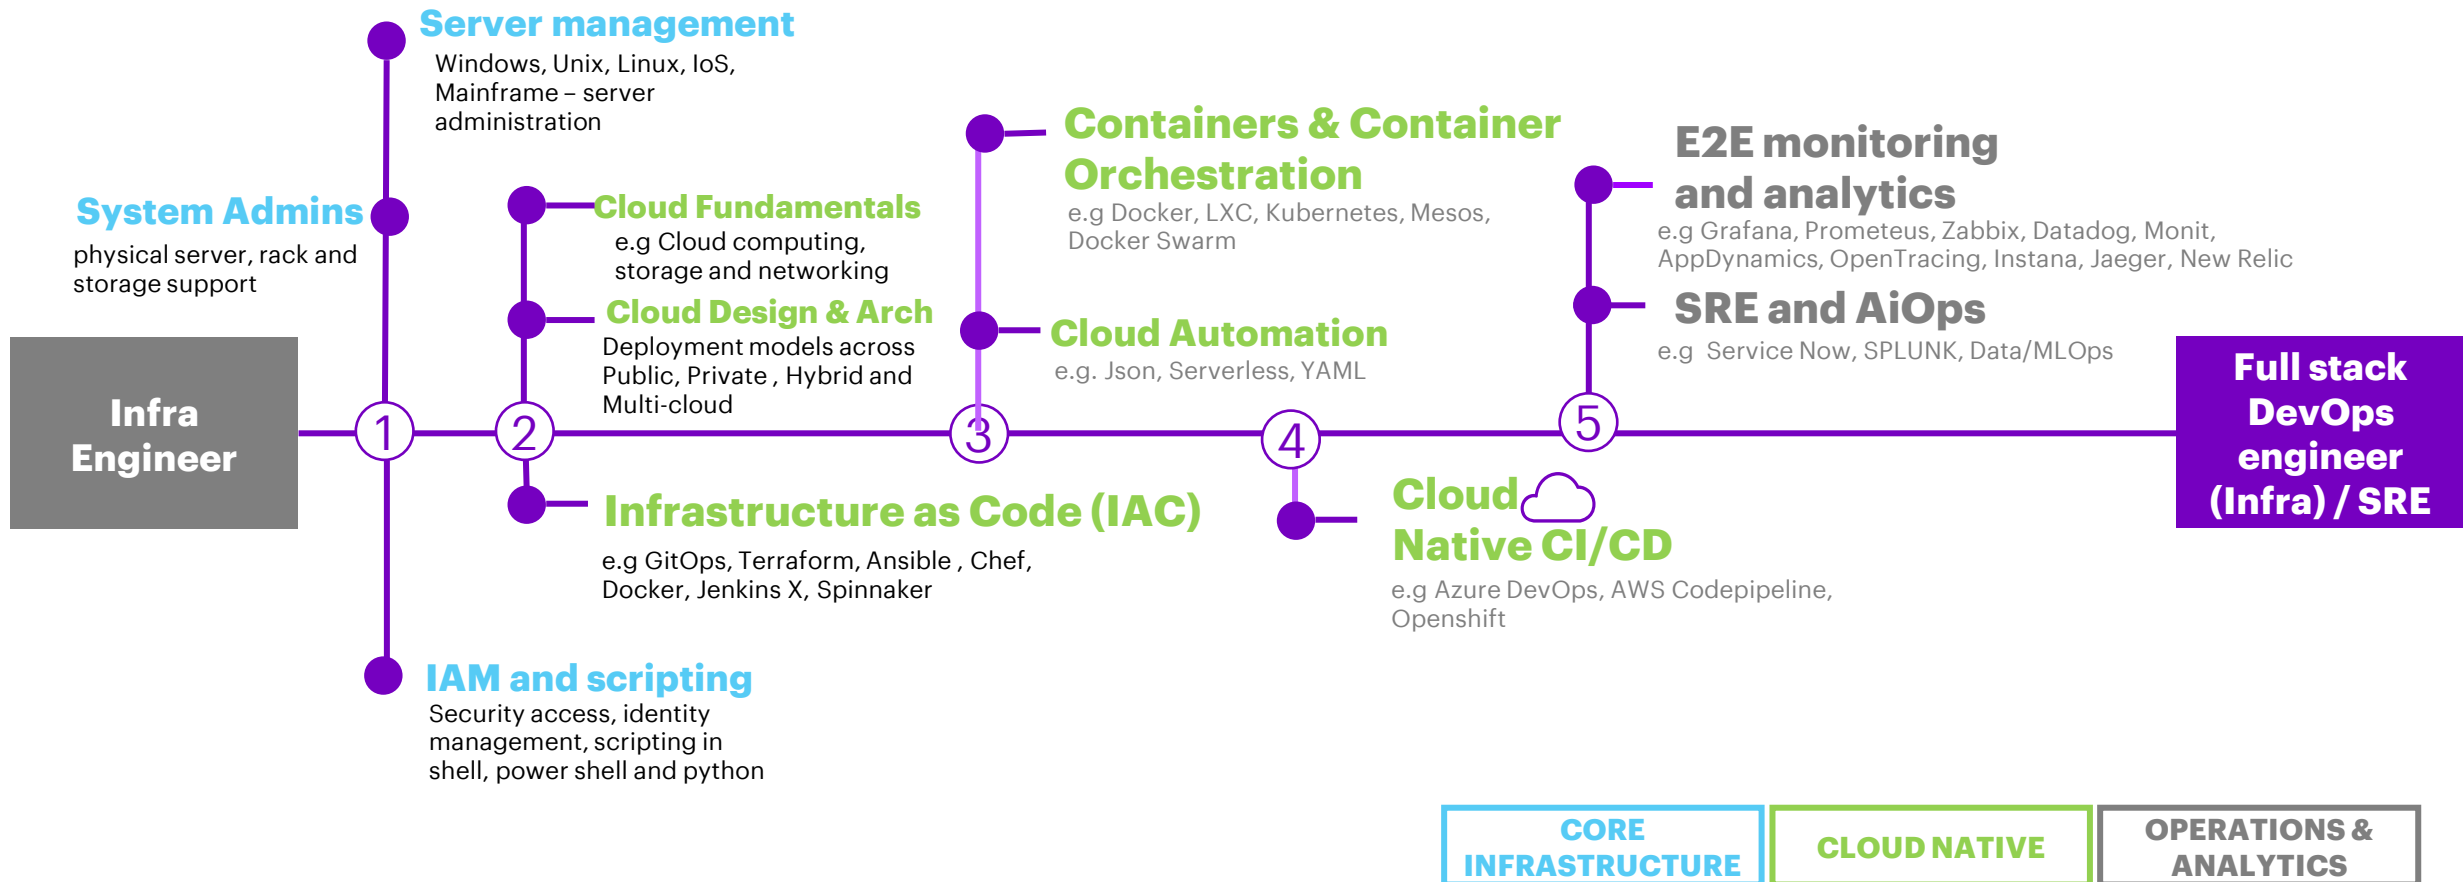 Server management
Windows, Unix, Linux, IoS,
Mainframe – server
administration
System Admins
physical server, rack and
storage support
Infra
Engineer
1
IAM and scripting
Security access, identity
management, scripting in
shell, power shell and python
Cloud Fundamentals
e.g Cloud computing,
storage and networking
Cloud Design & Arch
Deployment models across
Public, Private , Hybrid and
Multi-cloud
2
Infrastructure as Code (IAC)
e.g GitOps, Terraform, Ansible , Chef,
Docker, Jenkins X, Spinnaker
Containers & Container
Orchestration
e.g Docker, LXC, Kubernetes, Mesos,
Docker Swarm
Cloud Automation
e.g. Json, Serverless, YAML
3
4
Cloud
Native CI/CD
e.g Azure DevOps, AWS Codepipeline,
Openshift
E2E monitoring
and analytics
e.g Grafana, Prometeus, Zabbix, Datadog, Monit,
AppDynamics, OpenTracing, Instana, Jaeger, New Relic
SRE and AiOps
e.g Service Now, SPLUNK, Data/MLOps
5
Full stack
DevOps
engineer
(Infra) / SRE
CORE
INFRASTRUCTURE
CLOUD NATIVE
OPERATIONS &
ANALYTICS